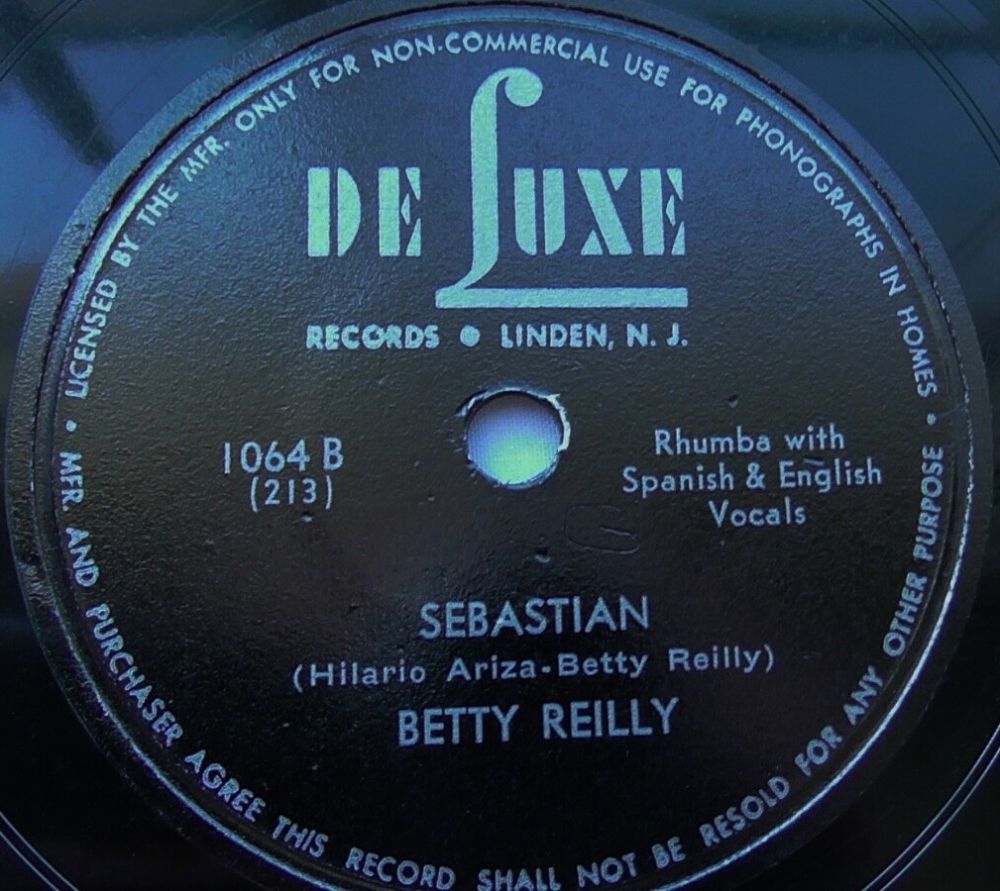 LICENSED BY THE MFR. ONLY FOR NON-COMMERCIAL USE FOR PHONOGRAPHS IN HOMES •
DE LUXE
RECORDS • LINDEN, N. J.
1064 B
(213)
Rhumba with
Spanish & English
Vocals
SEBASTIAN
(Hilario Ariza-Betty Reilly)
BETTY REILLY
• MFR. AND PURCHASER AGREE THIS RECORD SHALL NOT BE RESOLD FOR ANY OTHER PURPOSE